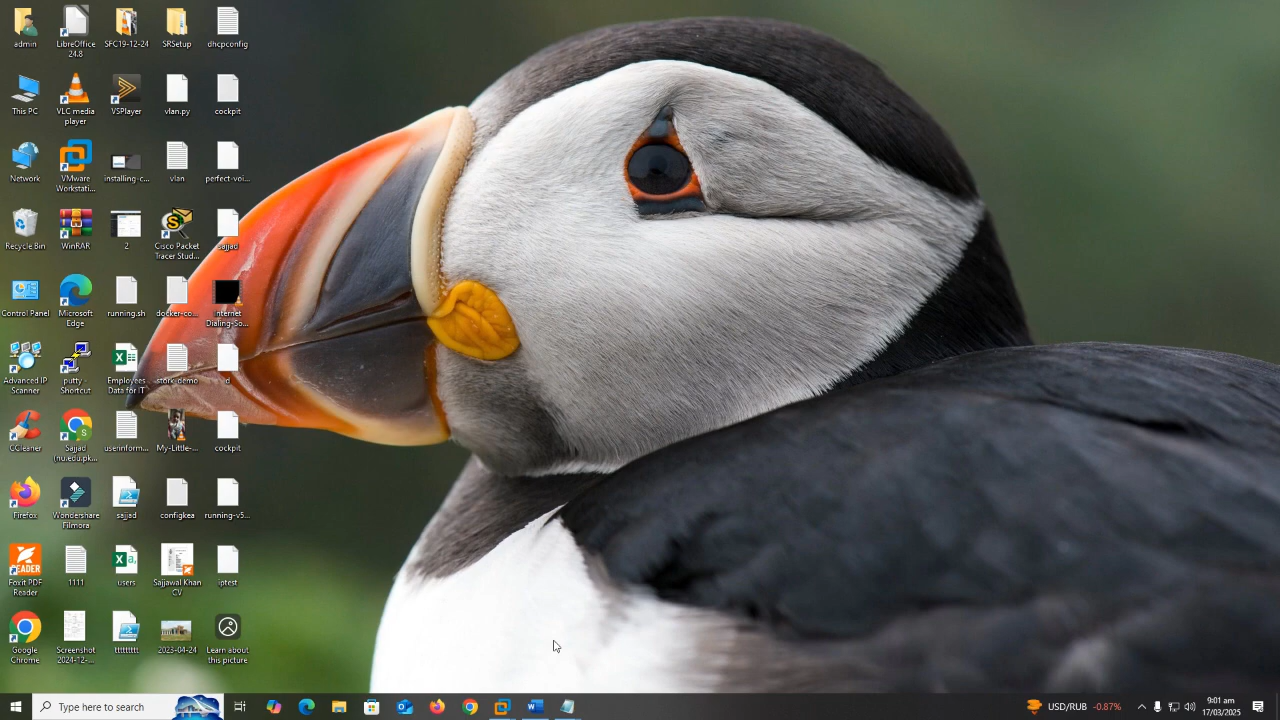 admin
LibreOffice
24.8
SFC19-12-24
SRSetup
dhcpconfig
This PC
VLC media
player
VSPlayer
vlan.py
cockpit
Network
VMware
Workstati...
installing-c...
vlan
perfect-voi...
Recycle Bin
WinRAR
2
Cisco Packet
Tracer Stud...
sajjad
Control Panel
Microsoft
Edge
running.sh
docker-co...
Internet
Dialing-So...
Advanced IP
Scanner
putty -
Shortcut
Employees
Data for IT
stork-demo
d
CCleaner
Sajjad
(nu.edu.pk...
userinform...
My-Little-...
cockpit
Firefox
Wondershare
Filmora
sajjad
configkea
running-v5...
Foxit PDF
Reader
1111
users
Sajjawal Khan
CV
iptest
Google
Chrome
Screenshot
2024-12-...
ttttttttt
2023-04-24
Learn about
this picture
Type here to search
USD/RUB -0.87%
9:01 am
17/03/2025